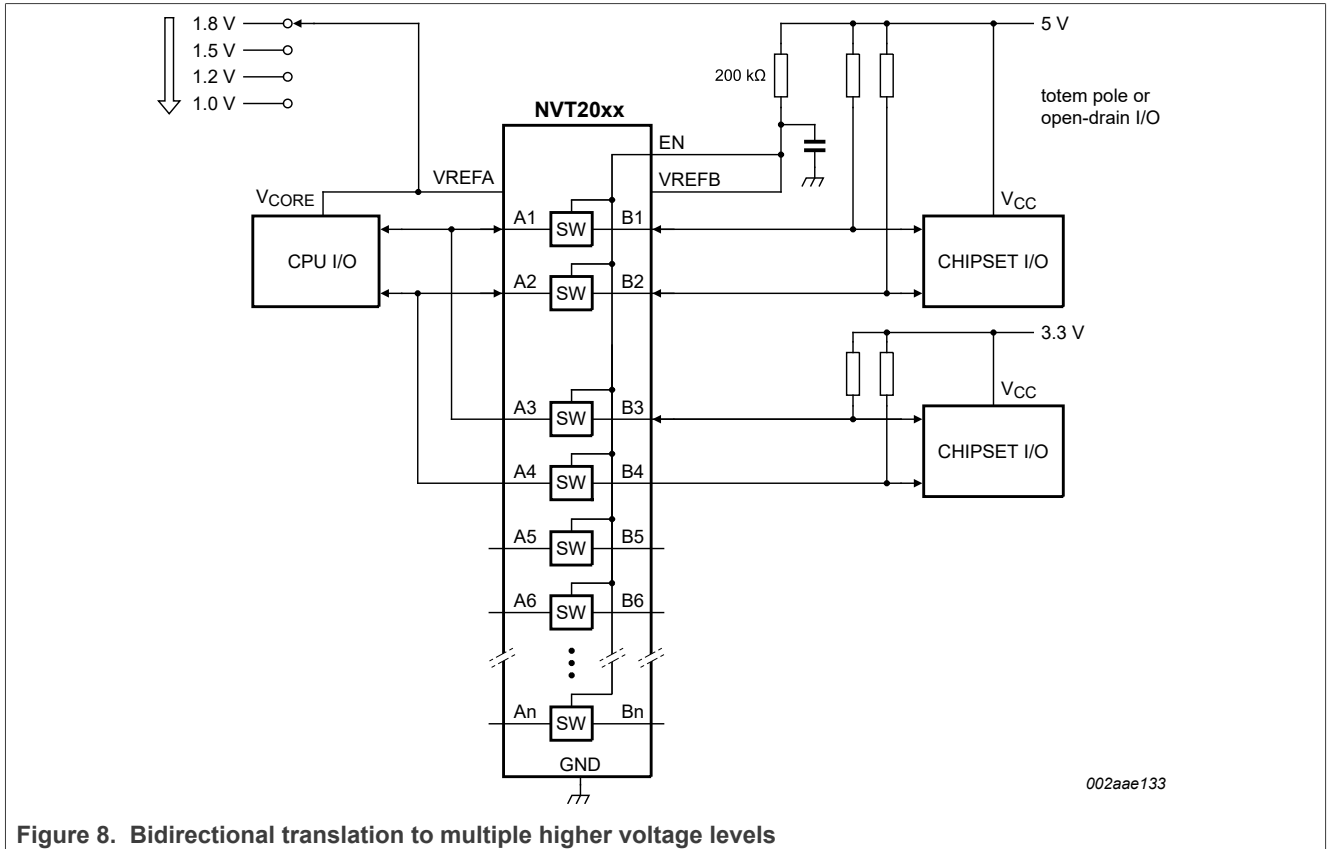 1.8 V
1.5 V
1.2 V
1.0 V
5 V
200 kΩ
totem pole or
open-drain I/O
NVT20xx
EN
VREFA
VREFB
VCORE
VCC
A1
SW
B1
CPU I/O
CHIPSET I/O
A2
SW
B2
3.3 V
VCC
A3
SW
B3
CHIPSET I/O
A4
SW
B4
A5
SW
B5
A6
SW
B6
An
SW
Bn
GND
002aae133
Figure 8. Bidirectional translation to multiple higher voltage levels